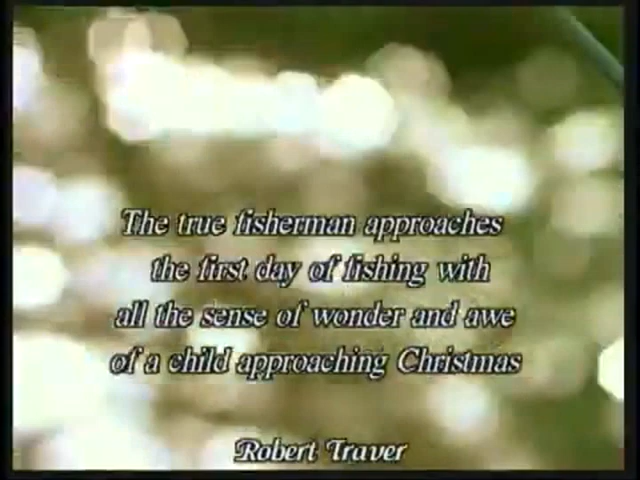 The true fisherman approaches
the first day of fishing with
all the sense of wonder and awe
of a child approaching Christmas
Robert Traver